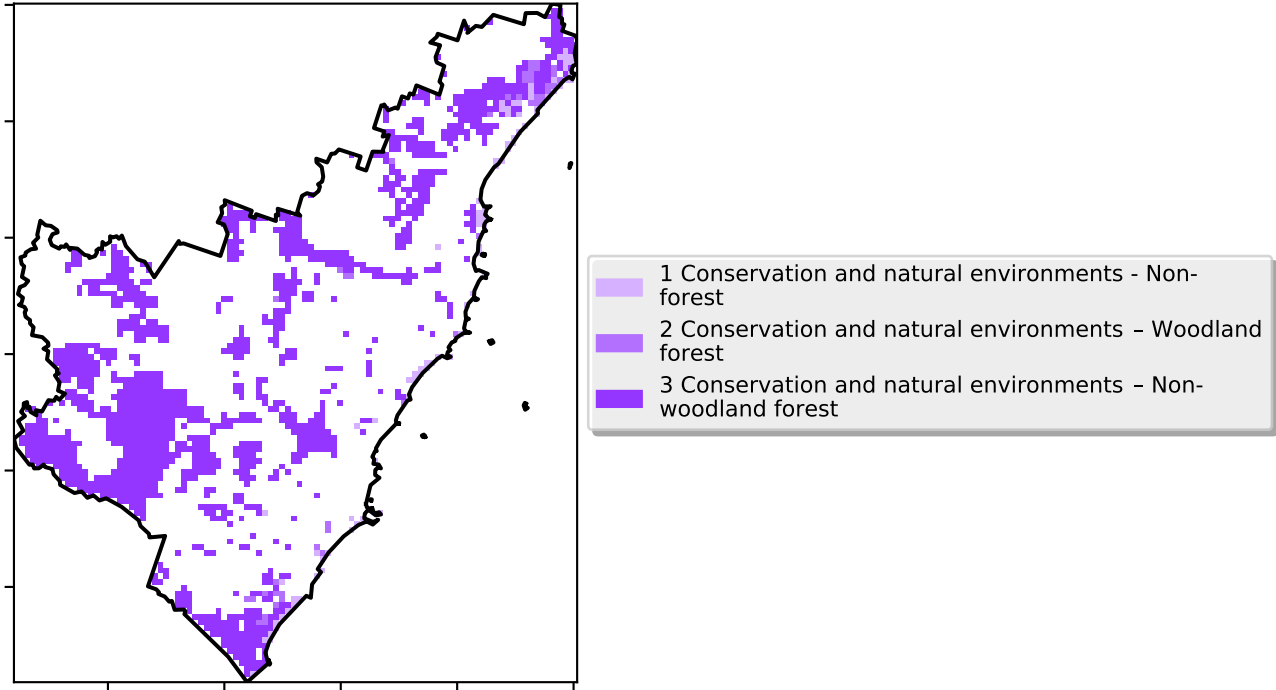 1 Conservation and natural environments - Non-
forest
2 Conservation and natural environments – Woodland
forest
3 Conservation and natural environments – Non-
woodland forest